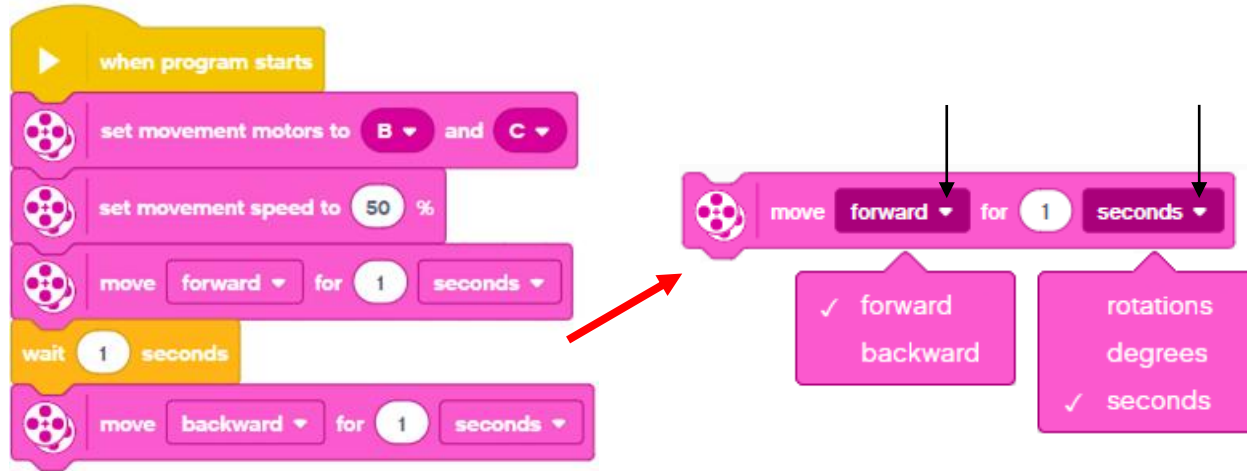 when program starts
set movement motors to B and C
set movement speed to 50 %
move forward for 1 seconds
wait 1 seconds
move backward for 1 seconds
move forward for 1 seconds
✓ forward
backward
rotations
degrees
✓ seconds